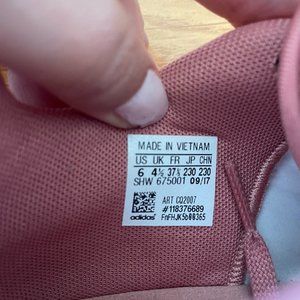 MADE IN VIETNAM
US UK FR JP CHN
6 4½ 37⅓ 230 230
SHW 675001 09/17
ART CQ2007
#118376689
adidas FnFHJK5b00365